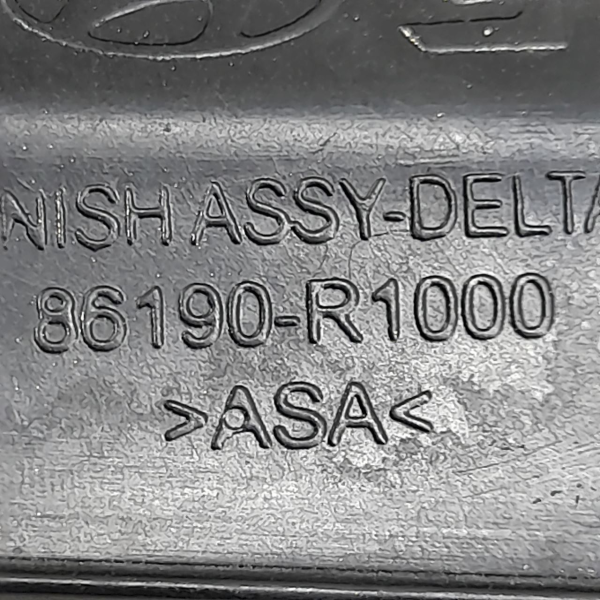 NISH ASSY-DELTA
86190-R1000
>ASA<